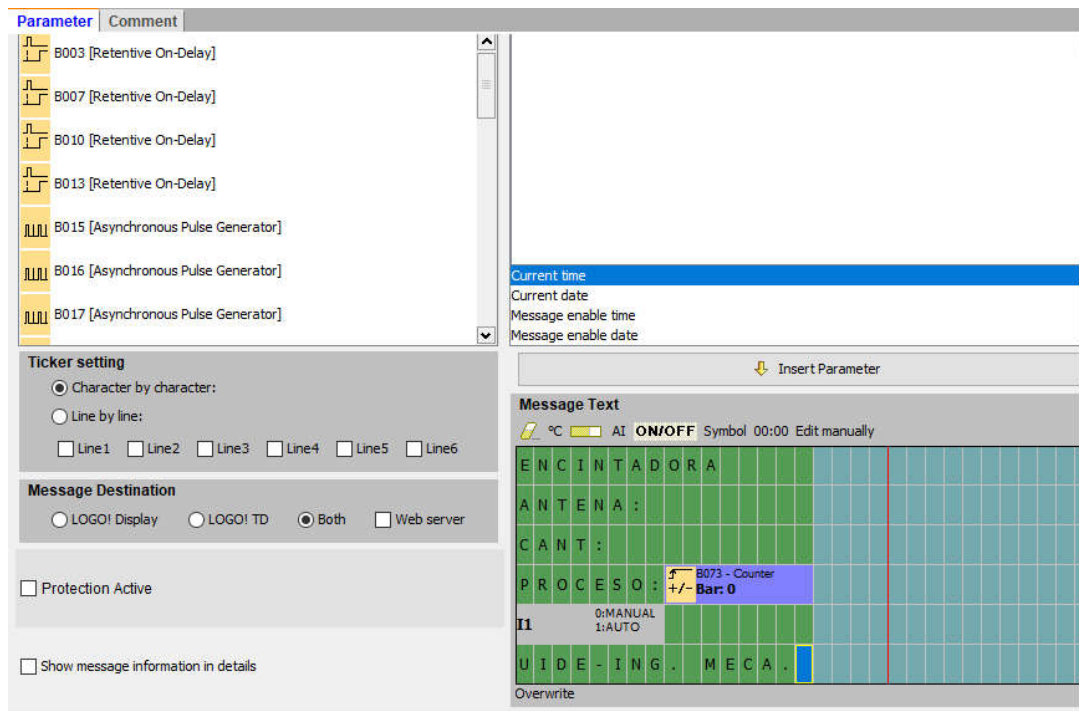 Parameter Comment
B003 [Retentive On-Delay]
B007 [Retentive On-Delay]
B010 [Retentive On-Delay]
B013 [Retentive On-Delay]
B015 [Asynchronous Pulse Generator]
B016 [Asynchronous Pulse Generator]
B017 [Asynchronous Pulse Generator]
Current time
Current date
Message enable time
Message enable date
Ticker setting
Character by character:
Line by line:
Line1 Line2 Line3 Line4 Line5 Line6
Message Destination
LOGO! Display LOGO! TD Both Web server
Protection Active
Show message information in details
Insert Parameter
Message Text
°C AI ON/OFF Symbol 00:00 Edit manually
ENCINTADORA
ANTENA:
CANT:
PROCESO: +/- B073 - Counter
Bar: 0
I1 0:MANUAL
1:AUTO
UIDE-ING. MECA.
Overwrite